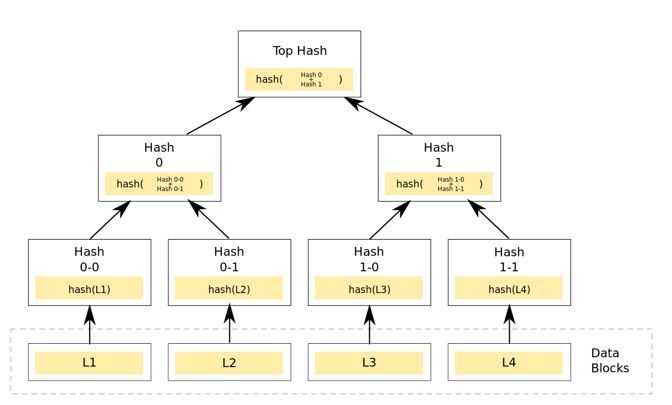 Top Hash
hash( Hash 0 + Hash 1 )
Hash
0
hash( Hash 0-0 + Hash 0-1 )
Hash
1
hash( Hash 1-0 + Hash 1-1 )
Hash
0-0
hash(L1)
Hash
0-1
hash(L2)
Hash
1-0
hash(L3)
Hash
1-1
hash(L4)
L1
L2
L3
L4
Data
Blocks